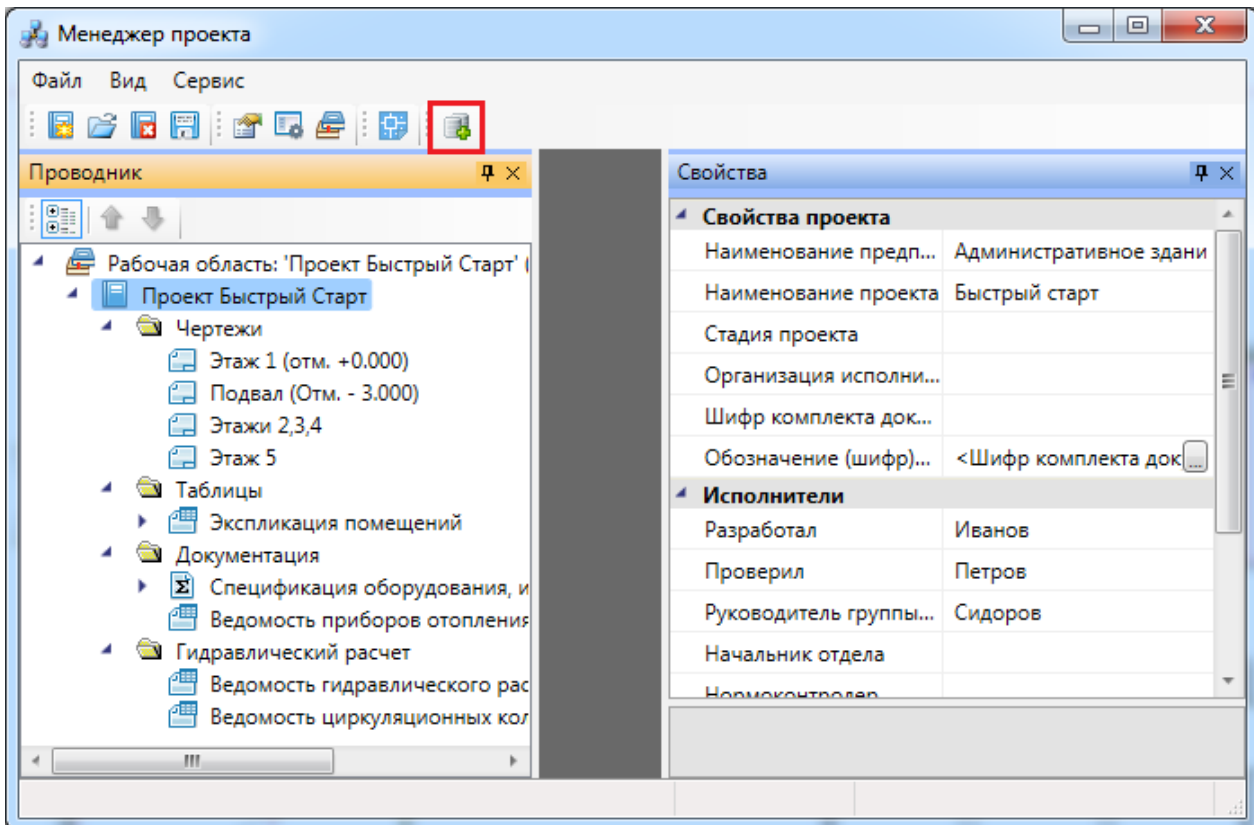 Менеджер проекта
Файл Вид Сервис
Проводник
Рабочая область: 'Проект Быстрый Старт' (
Проект Быстрый Старт
Чертежи
Этаж 1 (отм. +0.000)
Подвал (Отм. - 3.000)
Этажи 2,3,4
Этаж 5
Таблицы
Экспликация помещений
Документация
Спецификация оборудования, и
Ведомость приборов отопления
Гидравлический расчет
Ведомость гидравлического рас
Ведомость циркуляционных кол
Свойства
Свойства проекта
Наименование предп... Административное здани
Наименование проекта Быстрый старт
Стадия проекта
Организация исполни...
Шифр комплекта док...
Обозначение (шифр)... <Шифр комплекта док ...
Исполнители
Разработал Иванов
Проверил Петров
Руководитель группы... Сидоров
Начальник отдела
Нормоконтролер